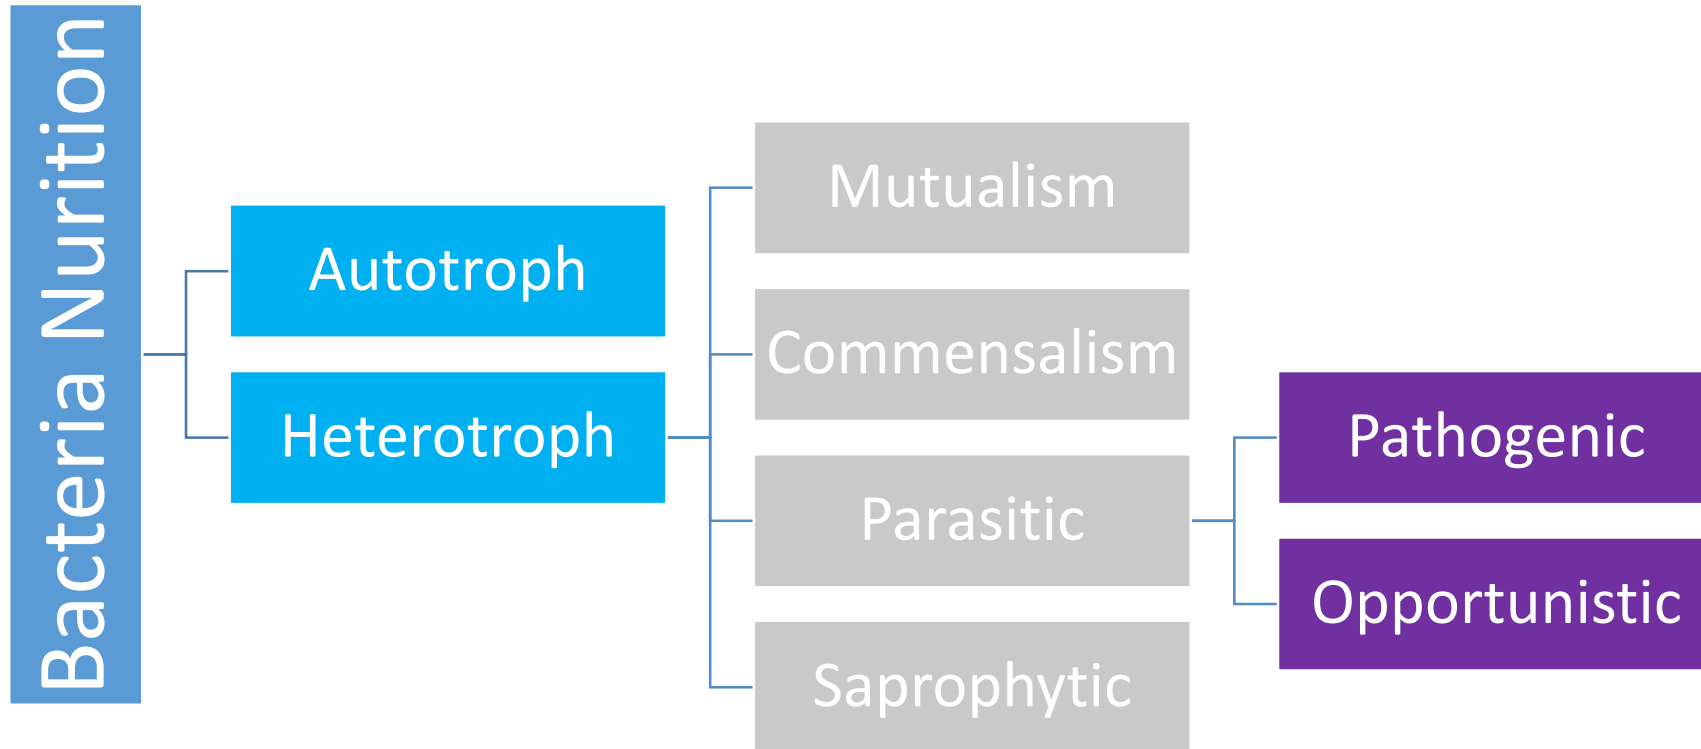 Bacteria Nurition
Autotroph
Heterotroph
Mutualism
Commensalism
Parasitic
Saprophytic
Pathogenic
Opportunistic